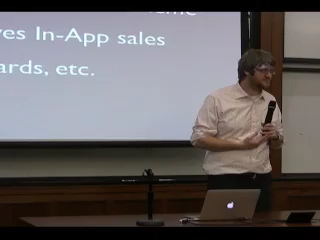 ves In-App sales
ards, etc.